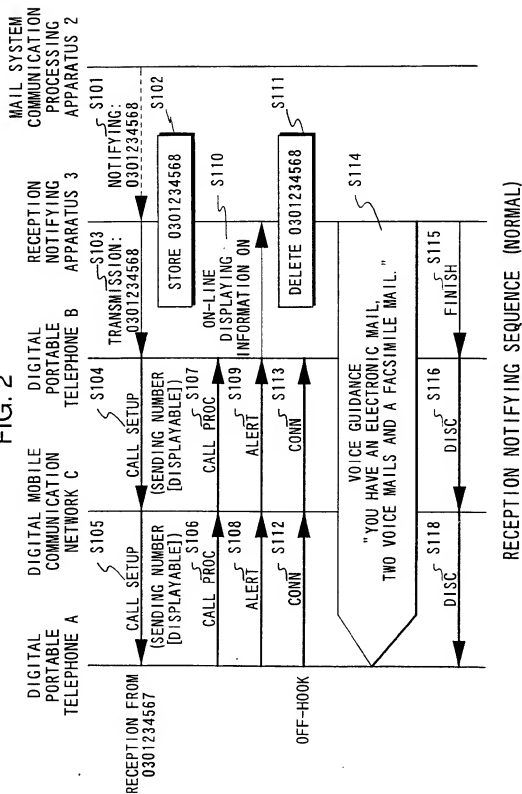 FIG. 2
DIGITAL
PORTABLE
TELEPHONE A
DIGITAL MOBILE
COMMUNICATION
NETWORK C
DIGITAL
PORTABLE
TELEPHONE B
RECEPTION
NOTIFYING
APPARATUS 3
MAIL SYSTEM
COMMUNICATION
PROCESSING
APPARATUS 2
S101
NOTIFYING:
0301234568
S102
STORE 0301234568
S103
TRANSMISSION:
0301234568
S104
CALL SETUP
(SENDING NUMBER
[DISPLAYABLE])
S105
CALL SETUP
(SENDING NUMBER
[DISPLAYABLE])
RECEPTION FROM
0301234567
S106
CALL PROC
S107
CALL PROC
S108
ALERT
S109
ALERT
S110
ON-LINE
DISPLAYING
INFORMATION ON
S111
DELETE 0301234568
OFF-HOOK
S112
CONN
S113
CONN
S114
VOICE GUIDANCE
"YOU HAVE AN ELECTRONIC MAIL,
TWO VOICE MAILS AND A FACSIMILE MAIL."
S115
FINISH
S116
DISC
S118
DISC
RECEPTION NOTIFYING SEQUENCE (NORMAL)